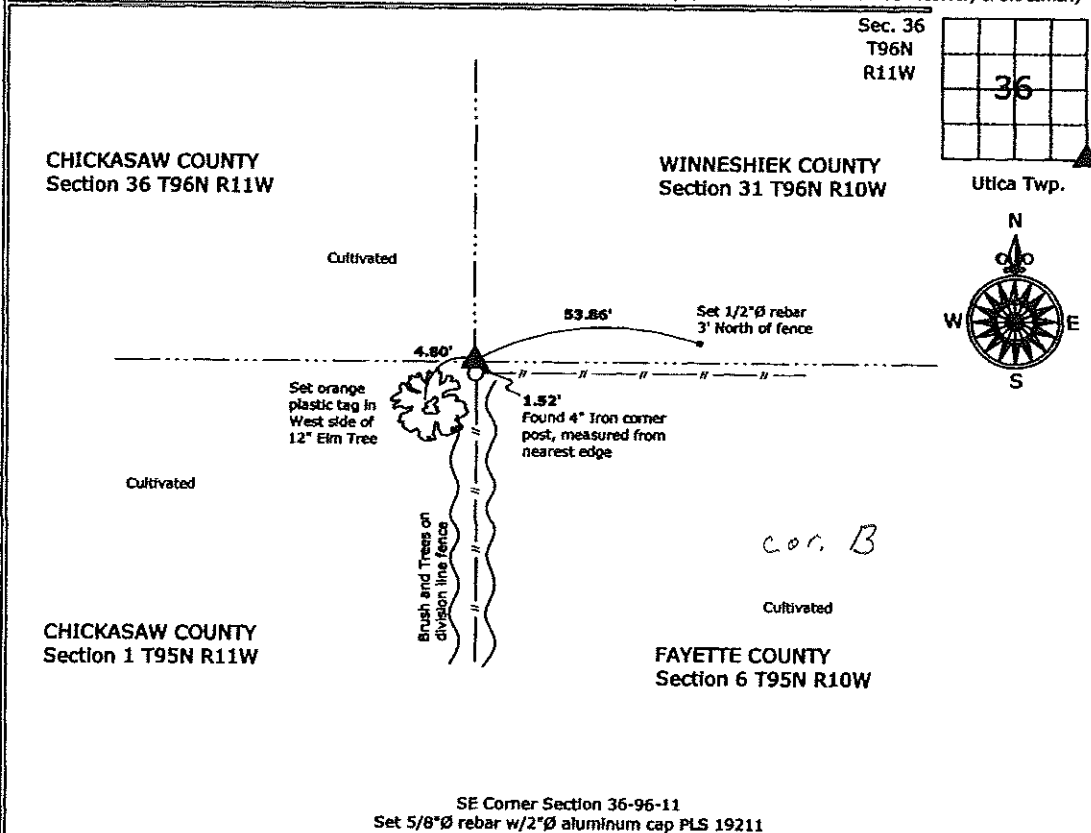 Sec. 36
T96N
R11W
36
Utica Twp.
CHICKASAW COUNTY
Section 36 T96N R11W
WINNESHIEK COUNTY
Section 31 T96N R10W
N
W
E
S
Cultivated
53.86'
Set 1/2"Ø rebar
3' North of fence
4.80'
Set orange
plastic tag in
West side of
12" Elm Tree
1.52'
Found 4" Iron corner
post, measured from
nearest edge
Cultivated
Brush and Trees on
division line fence
cor. B
Cultivated
CHICKASAW COUNTY
Section 1 T95N R11W
FAYETTE COUNTY
Section 6 T95N R10W
SE Corner Section 36-96-11
Set 5/8"Ø rebar w/2"Ø aluminum cap PLS 19211